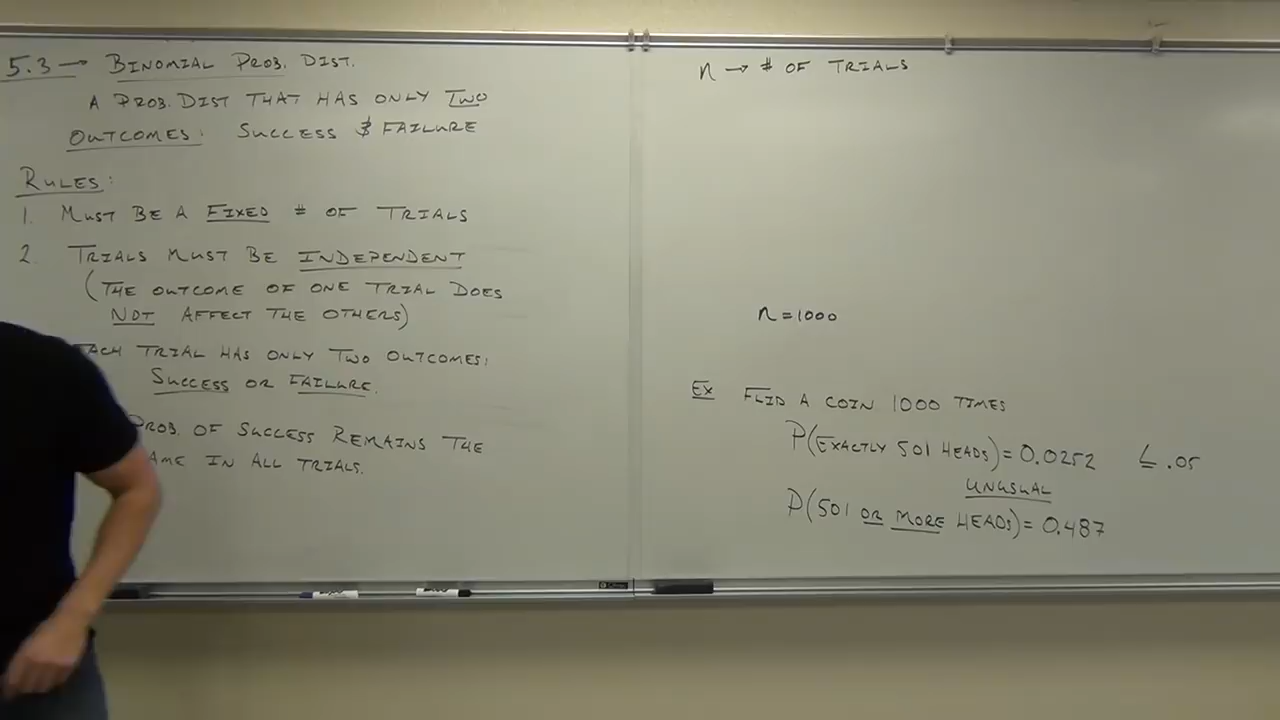 5.3 → BINOMIAL PROB. DIST.
A PROB. DIST THAT HAS ONLY TWO
OUTCOMES: SUCCESS & FAILURE
RULES:
1. MUST BE A FIXED # OF TRIALS
2. TRIALS MUST BE INDEPENDENT
(THE OUTCOME OF ONE TRIAL DOES
NOT AFFECT THE OTHERS)
EACH TRIAL HAS ONLY TWO OUTCOMES:
SUCCESS OR FAILURE.
PROB. OF SUCCESS REMAINS THE
AME IN ALL TRIALS.
n → # OF TRIALS
n = 1000
EX FLIP A COIN 1000 TIMES
P(EXACTLY 501 HEADS) = 0.0252 ≤ .05
UNUSUAL
P(501 OR MORE HEADS) = 0.487